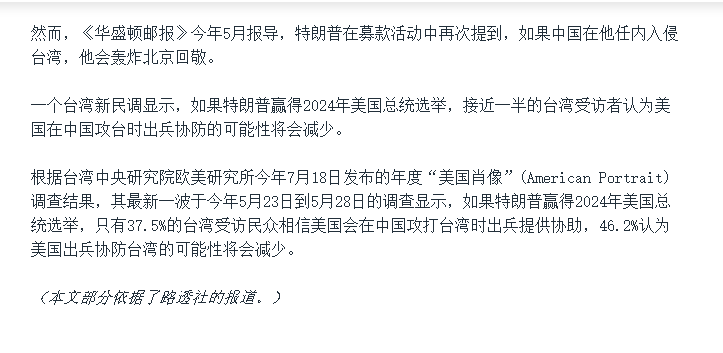 然而，《华盛顿邮报》今年5月报导，特朗普在募款活动中再次提到，如果中国在他任内入侵
台湾，他会轰炸北京回敬。
一个台湾新民调显示，如果特朗普赢得2024年美国总统选举，接近一半的台湾受访者认为美
国在中国攻台时出兵协防的可能性将会减少。
根据台湾中央研究院欧美研究所今年7月18日发布的年度“美国肖像”(American Portrait)
调查结果，其最新一波于今年5月23日到5月28日的调查显示，如果特朗普赢得2024年美国总
统选举，只有37.5%的台湾受访民众相信美国会在中国攻打台湾时出兵提供协助，46.2%认为
美国出兵协防台湾的可能性将会减少。
（本文部分依据了路透社的报道。）